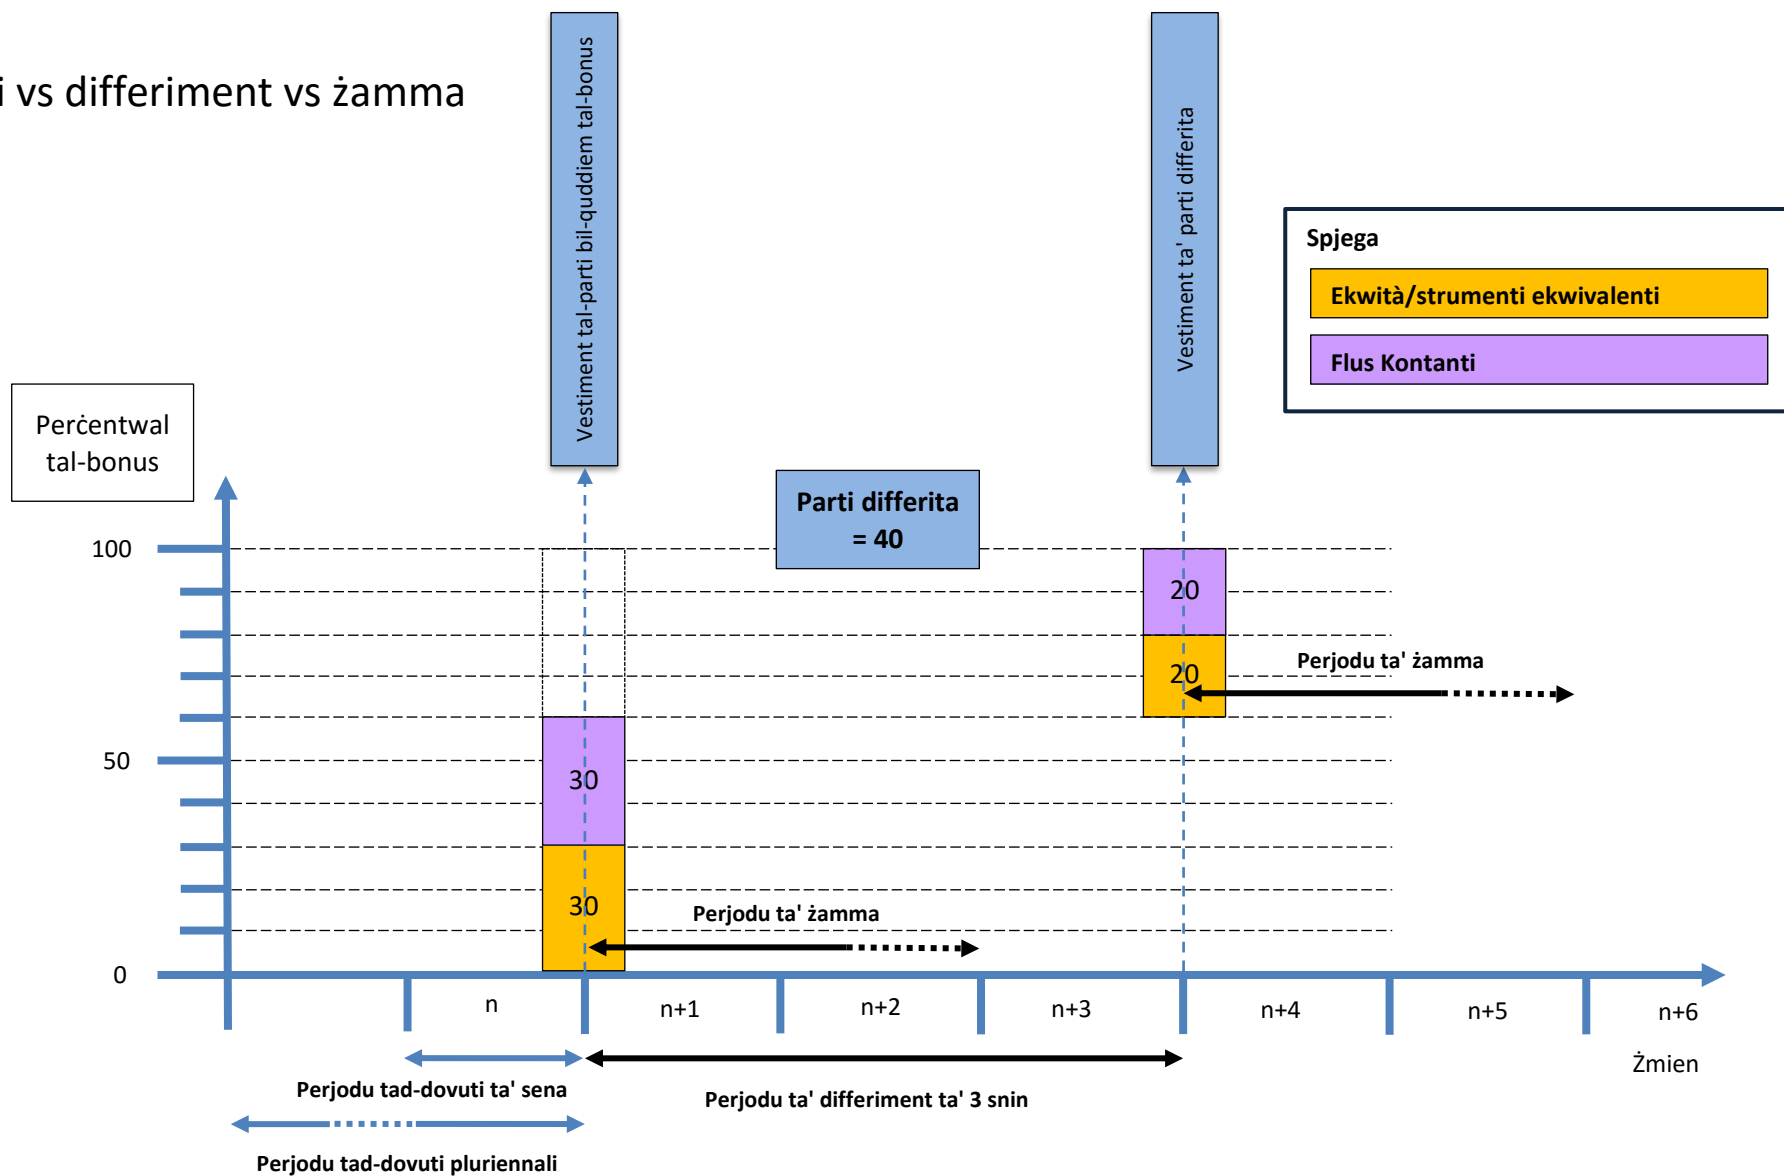 i vs differiment vs żamma
Vestiment tal-parti bil-quddiem tal-bonus
Vestiment ta' parti differita
Spjega
Ekwità/strumenti ekwivalenti
Flus Kontanti
Perċentwal
tal-bonus
Parti differita
= 40
100
50
0
20
20
30
30
Perjodu ta' żamma
Perjodu ta' żamma
n
n+1
n+2
n+3
n+4
n+5
n+6
Żmien
Perjodu tad-dovuti ta' sena
Perjodu ta' differiment ta' 3 snin
Perjodu tad-dovuti pluriennali